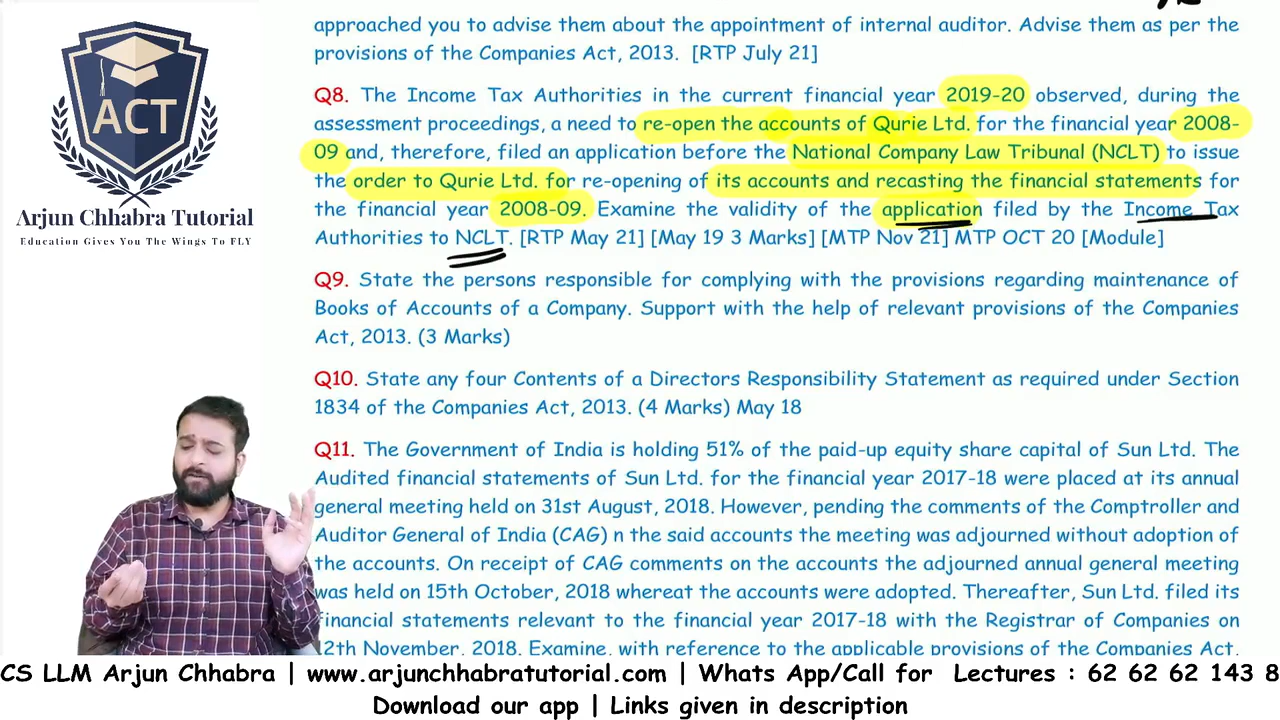 approached you to advise them about the appointment of internal auditor. Advise them as per the
provisions of the Companies Act, 2013. [RTP July 21]
Q8. The Income Tax Authorities in the current financial year 2019-20 observed, during the
assessment proceedings, a need to re-open the accounts of Qurie Ltd. for the financial year 2008-
09 and, therefore, filed an application before the National Company Law Tribunal (NCLT) to issue
the order to Qurie Ltd. for re-opening of its accounts and recasting the financial statements for
the financial year 2008-09. Examine the validity of the application filed by the Income Tax
Authorities to NCLT. [RTP May 21] [May 19 3 Marks] [MTP Nov 21] MTP OCT 20 [Module]
Q9. State the persons responsible for complying with the provisions regarding maintenance of
Books of Accounts of a Company. Support with the help of relevant provisions of the Companies
Act, 2013. (3 Marks)
Q10. State any four Contents of a Directors Responsibility Statement as required under Section
1834 of the Companies Act, 2013. (4 Marks) May 18
Q11. The Government of India is holding 51% of the paid-up equity share capital of Sun Ltd. The
Audited financial statements of Sun Ltd. for the financial year 2017-18 were placed at its annual
general meeting held on 31st August, 2018. However, pending the comments of the Comptroller and
Auditor General of India (CAG) n the said accounts the meeting was adjourned without adoption of
the accounts. On receipt of CAG comments on the accounts the adjourned annual general meeting
was held on 15th October, 2018 whereat the accounts were adopted. Thereafter, Sun Ltd. filed its
financial statements relevant to the financial year 2017-18 with the Registrar of Companies on
12th November, 2018. Examine, with reference to the applicable provisions of the Companies Act,
ACT
Arjun Chhabra Tutorial
Education Gives You The Wings To FLY
CS LLM Arjun Chhabra | www.arjunchhabratutorial.com | Whats App/Call for Lectures : 62 62 62 143 8
Download our app | Links given in description